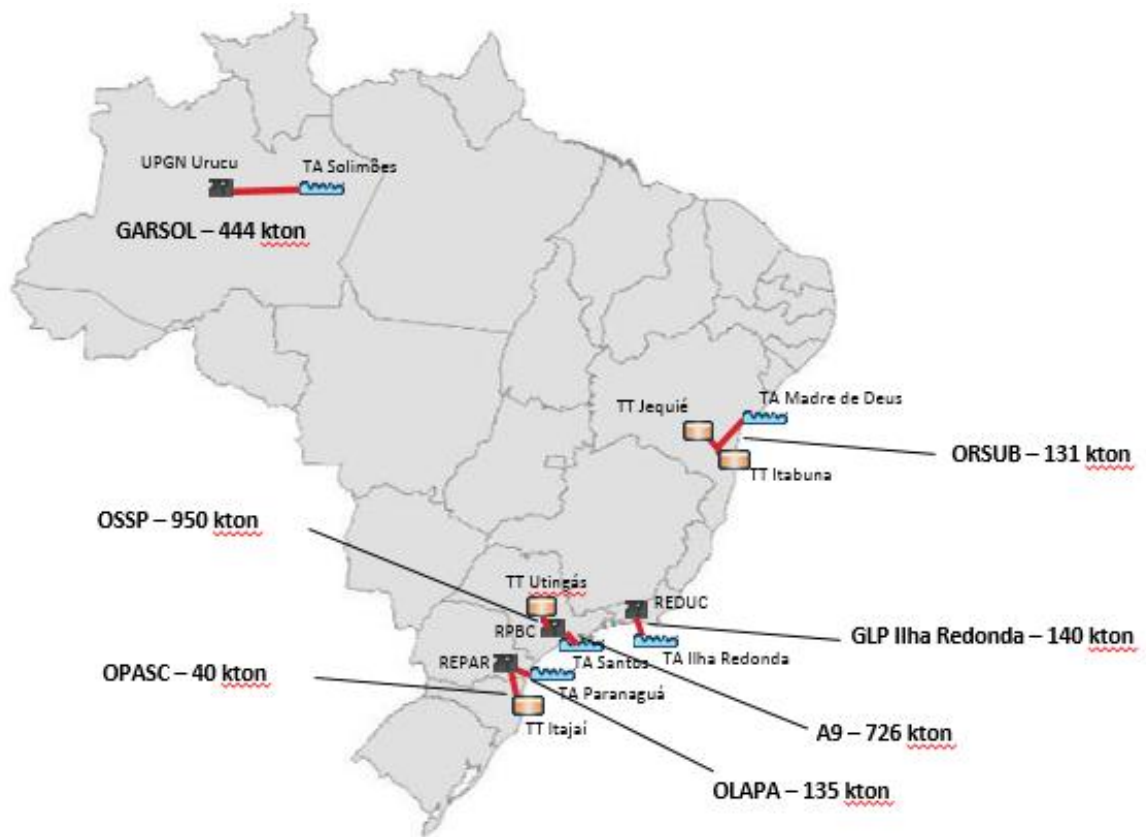 UPGN Urucu
TA Solimões
GARSOL – 444 kton
TT Jequié
TA Madre de Deus
ORSUB – 131 kton
TT Itabuna
OSSP – 950 kton
TT Utingás
REDUC
RPBC
GLP Ilha Redonda – 140 kton
TA Santos
TA Ilha Redonda
REPAR
OPASC – 40 kton
TA Paranaguá
TT Itajaí
A9 – 726 kton
OLAPA – 135 kton